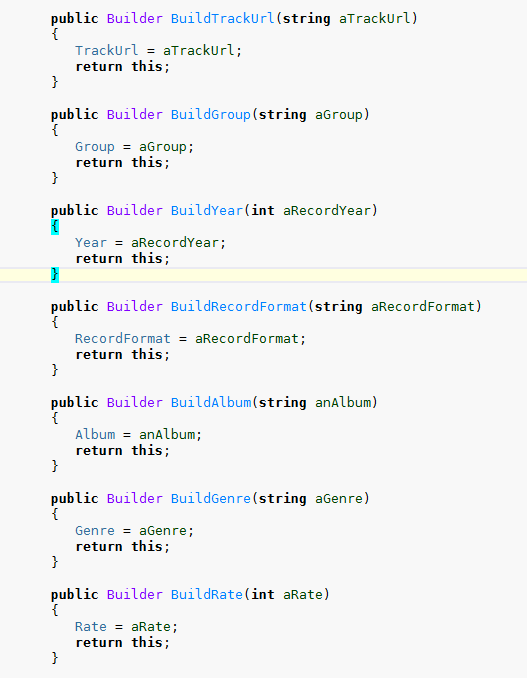 public Builder BuildTrackUrl(string aTrackUrl)
{
TrackUrl = aTrackUrl;
return this;
}
public Builder BuildGroup(string aGroup)
{
Group = aGroup;
return this;
}
public Builder BuildYear(int aRecordYear)
{
Year = aRecordYear;
return this;
}
public Builder BuildRecordFormat(string aRecordFormat)
{
RecordFormat = aRecordFormat;
return this;
}
public Builder BuildAlbum(string anAlbum)
{
Album = anAlbum;
return this;
}
public Builder BuildGenre(string aGenre)
{
Genre = aGenre;
return this;
}
public Builder BuildRate(int aRate)
{
Rate = aRate;
return this;
}